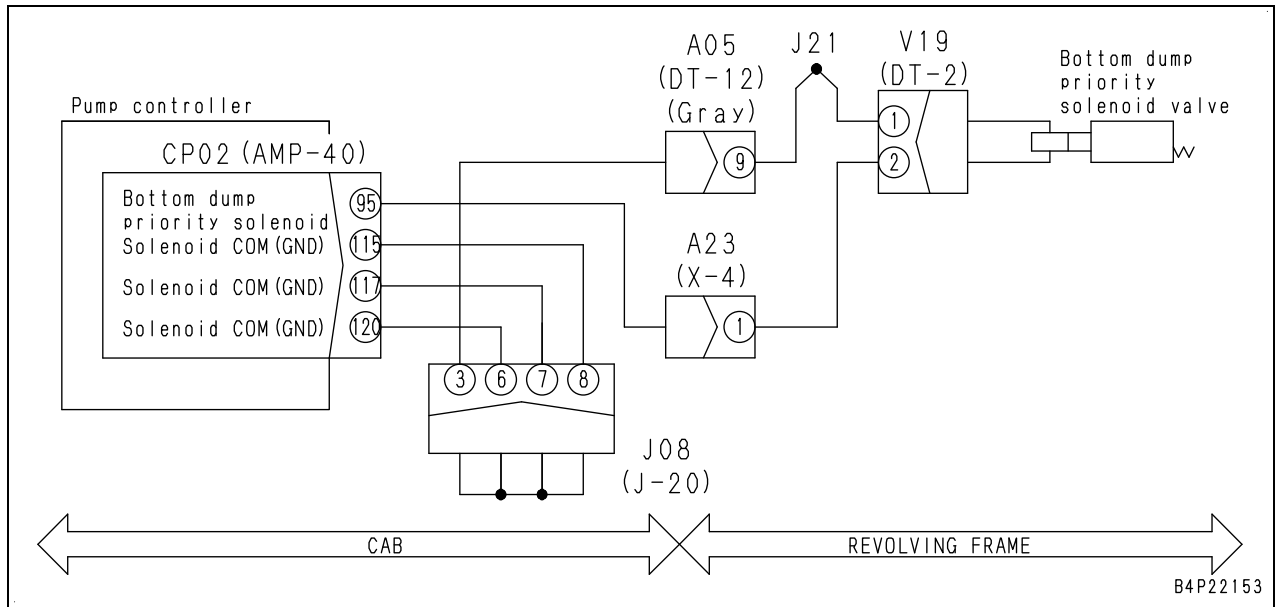 Pump controller
CP02 (AMP-40)
Bottom dump
priority solenoid
Solenoid COM(GND)
Solenoid COM(GND)
Solenoid COM(GND)
95
115
117
120
3
6
7
8
J08
(J-20)
A05
(DT-12)
(Gray)
9
A23
(X-4)
1
J21
V19
(DT-2)
1
2
Bottom dump
priority
solenoid valve
CAB
REVOLVING FRAME
B4P22153